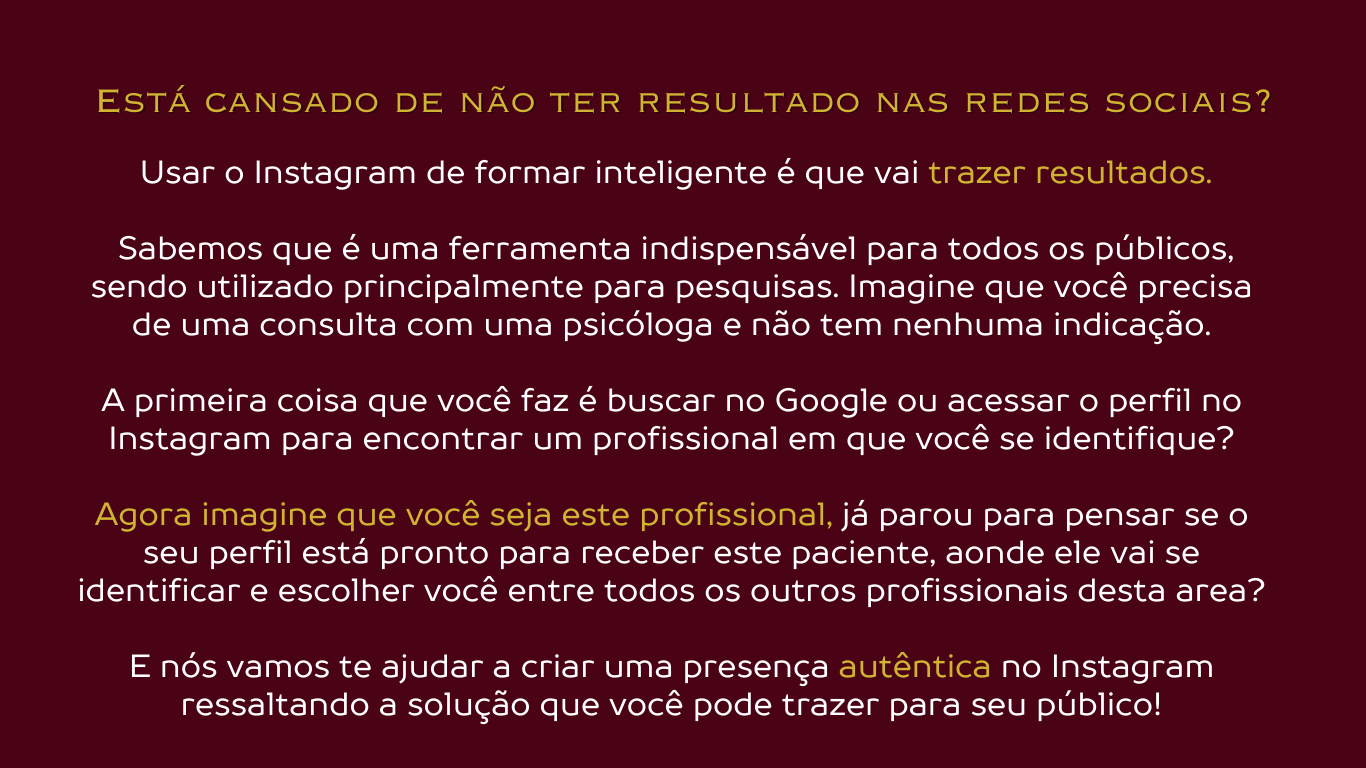 Está cansado de não ter resultado nas redes sociais?
Usar o Instagram de formar inteligente é que vai trazer resultados.
Sabemos que é uma ferramenta indispensável para todos os públicos,
sendo utilizado principalmente para pesquisas. Imagine que você precisa
de uma consulta com uma psicóloga e não tem nenhuma indicação.
A primeira coisa que você faz é buscar no Google ou acessar o perfil no
Instagram para encontrar um profissional em que você se identifique?
Agora imagine que você seja este profissional, já parou para pensar se o
seu perfil está pronto para receber este paciente, aonde ele vai se
identificar e escolher você entre todos os outros profissionais desta area?
E nós vamos te ajudar a criar uma presença autêntica no Instagram
ressaltando a solução que você pode trazer para seu público!